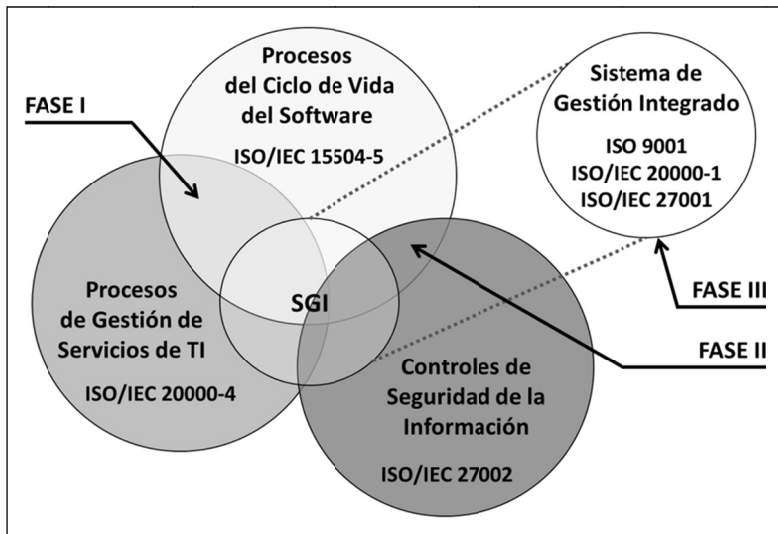 Procesos
del Ciclo de Vida
del Software
ISO/IEC 15504-5
FASE I
Sistema de
Gestión Integrado
ISO 9001
ISO/IEC 20000-1
ISO/IEC 27001
Procesos
de Gestión de
Servicios de TI
ISO/IEC 20000-4
SGI
FASE III
FASE II
Controles de
Seguridad de la
Información
ISO/IEC 27002